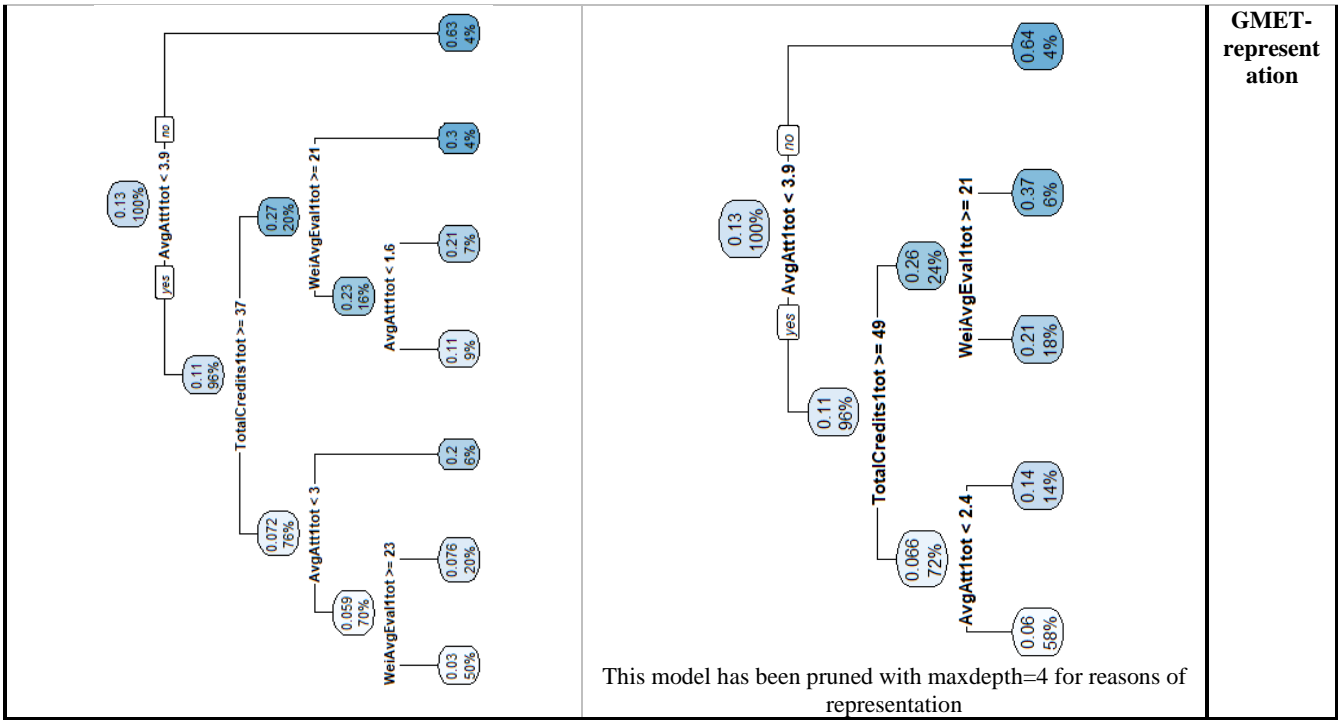 0.13
100%
yes
AvgAtt1tot < 3.9
no
0.11
96%
0.63
4%
TotalCredits1tot >= 37
0.072
76%
0.27
20%
AvgAtt1tot < 3
WeiAvgEval1tot >= 21
0.059
70%
0.2
6%
0.23
16%
0.3
4%
WeiAvgEval1tot >= 23
AvgAtt1tot < 1.6
0.03
50%
0.076
20%
0.11
9%
0.21
7%
0.13
100%
yes
AvgAtt1tot < 3.9
no
0.11
96%
0.64
4%
TotalCredits1tot >= 49
0.066
72%
0.26
24%
AvgAtt1tot < 2.4
WeiAvgEval1tot >= 21
0.06
58%
0.14
14%
0.21
18%
0.37
6%
This model has been pruned with maxdepth=4 for reasons of
representation
GMET-
represent
ation